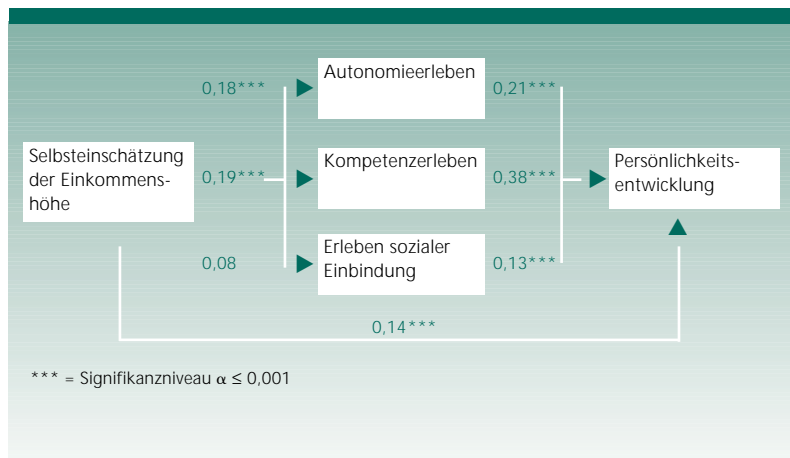 Autonomieerleben
0,18***
0,21***
Selbsteinschätzung
der Einkommens-
höhe
0,19***
Kompetenzerleben
0,38***
Persönlichkeits-
entwicklung
0,08
Erleben sozialer
Einbindung
0,13***
0,14***
*** = Signifikanzniveau α ≤ 0,001